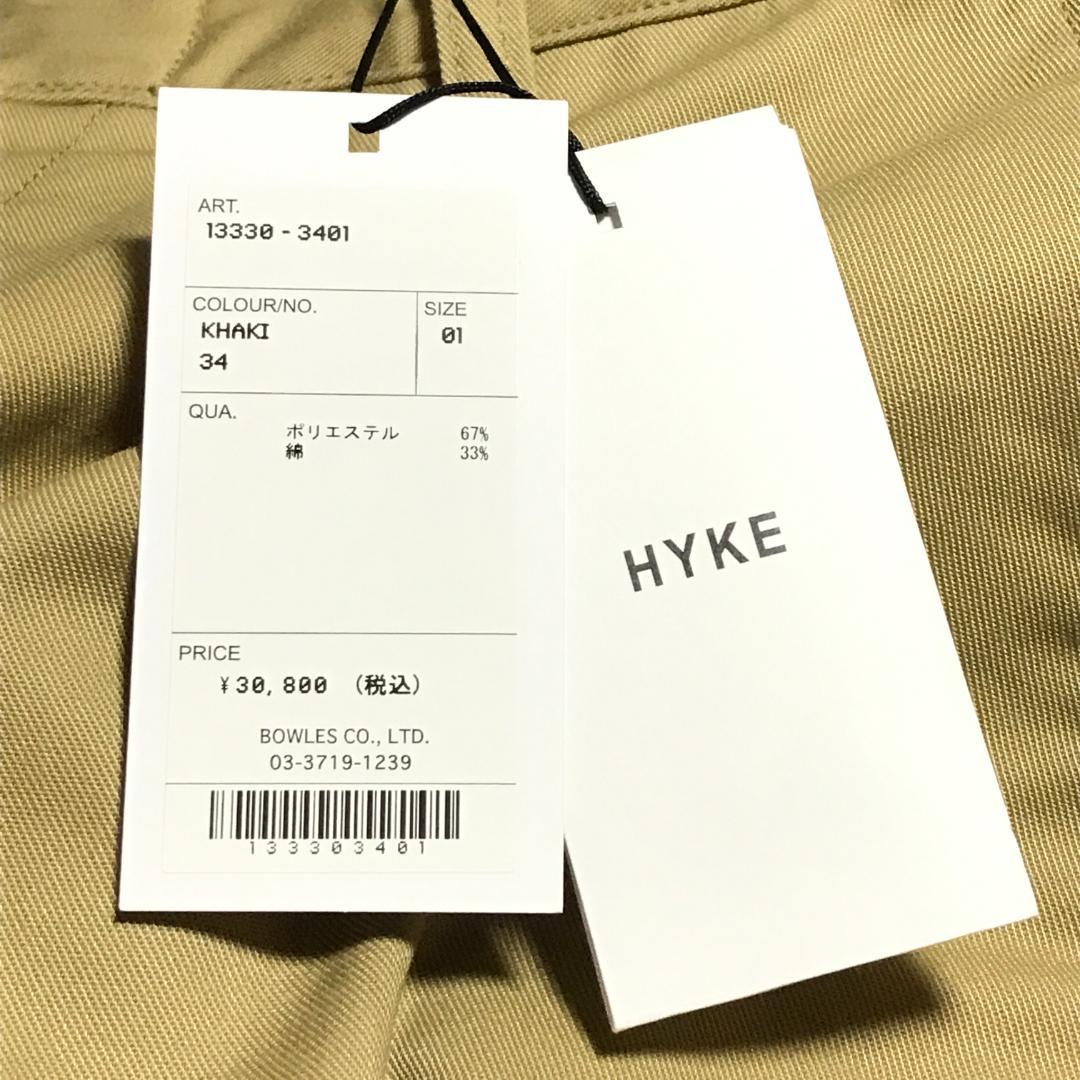 ART.
13330 - 3401
COLOUR/NO.
KHAKI
34
SIZE
01
QUA.
ポリエステル 67%
綿 33%
PRICE
¥30,800 （税込）
BOWLES CO., LTD.
03-3719-1239
133303401
HYKE